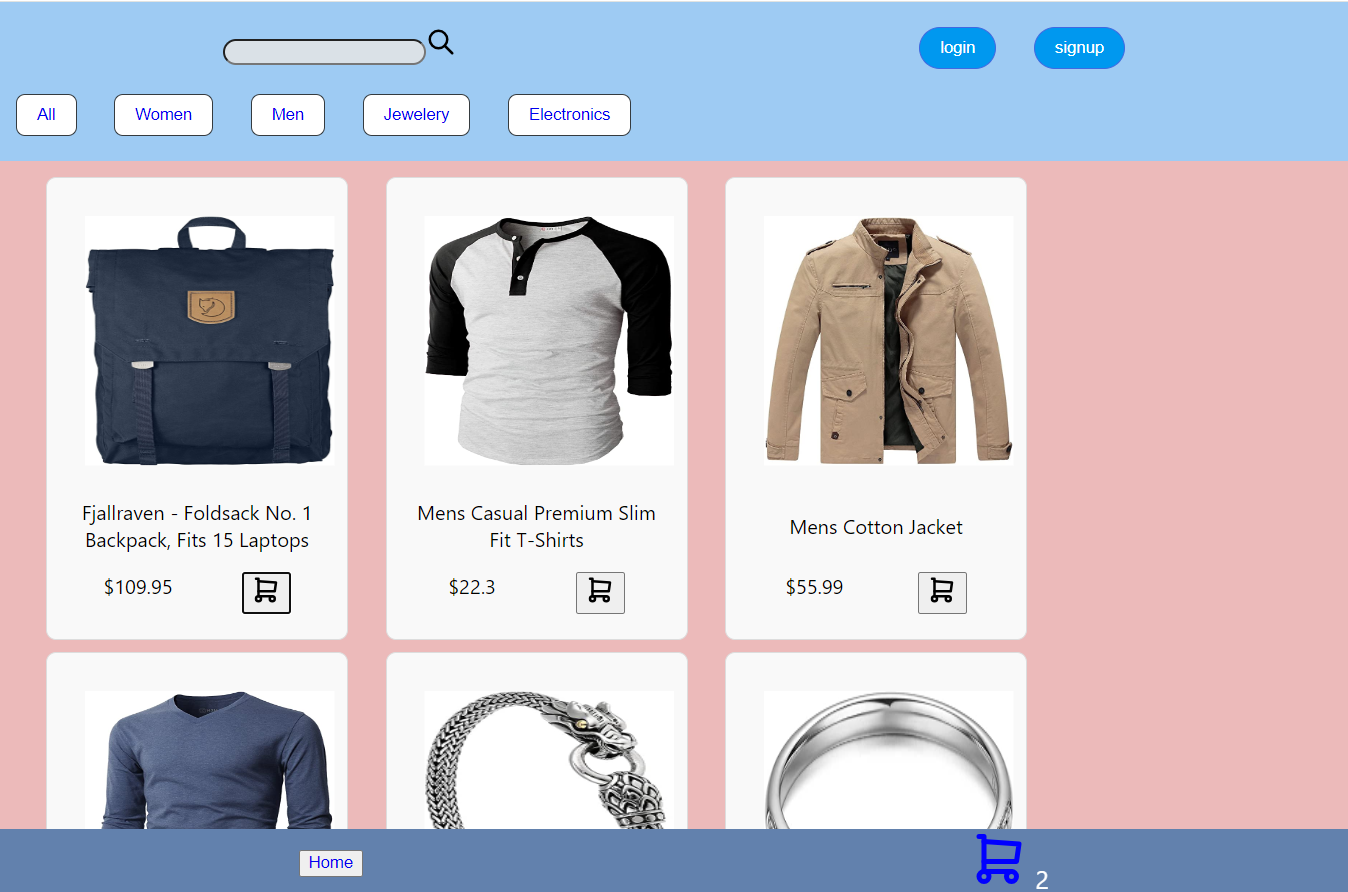 login
signup
All
Women
Men
Jewelery
Electronics
Fjallraven - Foldsack No. 1
Backpack, Fits 15 Laptops
$109.95
Mens Casual Premium Slim
Fit T-Shirts
$22.3
Mens Cotton Jacket
$55.99
Home
2